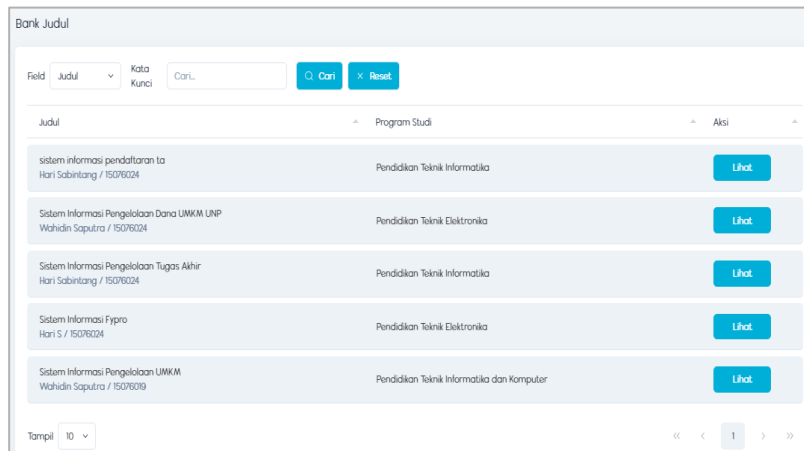 Bank Judul
Field Judul Kata Kunci Cari... Cari × Reset
Judul Program Studi Aksi
sistem informasi pendaftaran ta
Hari Sabintang / 15076024
Pendidikan Teknik Informatika
Lihat
Sistem Informasi Pengelolaan Dana UMKM UNP
Wahidin Saputra / 15076024
Pendidikan Teknik Elektronika
Lihat
Sistem Informasi Pengelolaan Tugas Akhir
Hari Sabintang / 15076024
Pendidikan Teknik Informatika
Lihat
Sistem Informasi Fypro
Hari S / 15076024
Pendidikan Teknik Elektronika
Lihat
Sistem Informasi Pengelolaan UMKM
Wahidin Saputra / 15076019
Pendidikan Teknik Informatika dan Komputer
Lihat
Tampil 10 « < 1 > »